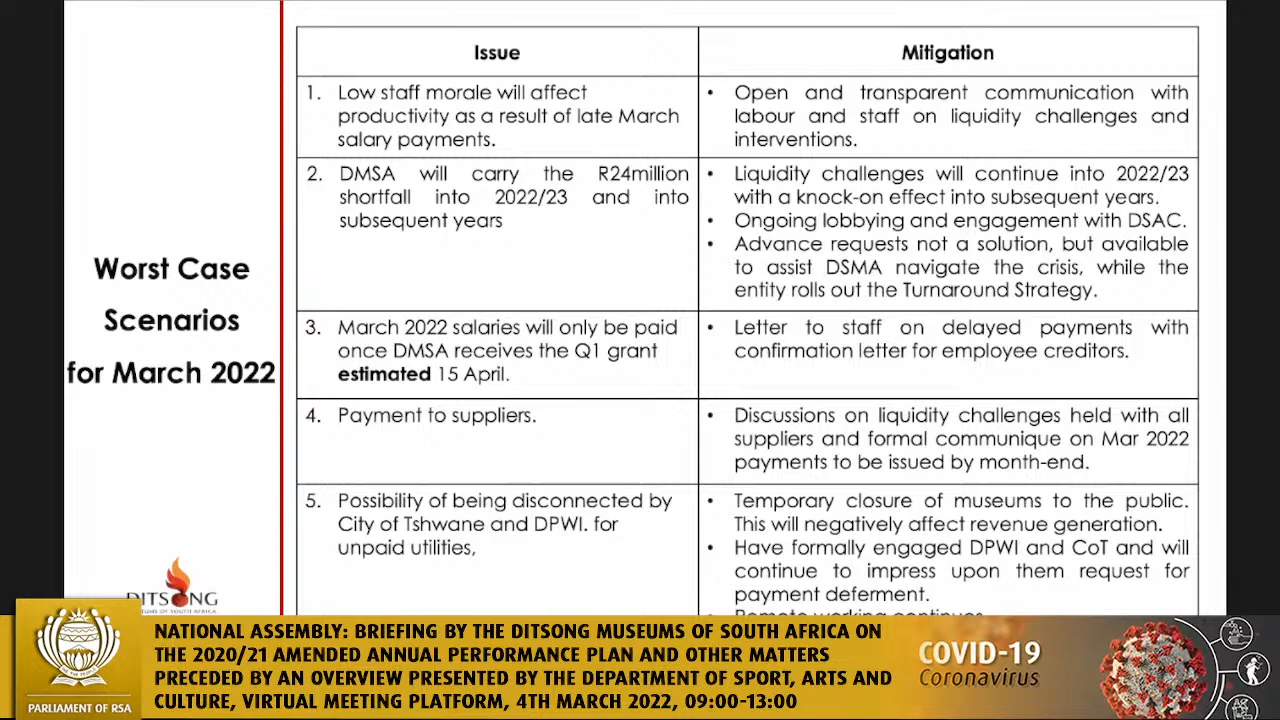 Worst Case
Scenarios
for March 2022
Issue
Mitigation
1. Low staff morale will affect
productivity as a result of late March
salary payments.
• Open and transparent communication with
labour and staff on liquidity challenges and
interventions.
2. DMSA will carry the R24million
shortfall into 2022/23 and into
subsequent years
• Liquidity challenges will continue into 2022/23
with a knock-on effect into subsequent years.
• Ongoing lobbying and engagement with DSAC.
• Advance requests not a solution, but available
to assist DSMA navigate the crisis, while the
entity rolls out the Turnaround Strategy.
3. March 2022 salaries will only be paid
once DMSA receives the Q1 grant
estimated 15 April.
• Letter to staff on delayed payments with
confirmation letter for employee creditors.
4. Payment to suppliers.
• Discussions on liquidity challenges held with all
suppliers and formal communique on Mar 2022
payments to be issued by month-end.
5. Possibility of being disconnected by
City of Tshwane and DPWI. for
unpaid utilities,
• Temporary closure of museums to the public.
This will negatively affect revenue generation.
• Have formally engaged DPWI and CoT and will
continue to impress upon them request for
payment deferment.
• Remote working continues
DITSONG
MUSEUMS OF SOUTH AFRICA
PARLIAMENT OF RSA
NATIONAL ASSEMBLY: BRIEFING BY THE DITSONG MUSEUMS OF SOUTH AFRICA ON
THE 2020/21 AMENDED ANNUAL PERFORMANCE PLAN AND OTHER MATTERS
PRECEDED BY AN OVERVIEW PRESENTED BY THE DEPARTMENT OF SPORT, ARTS AND
CULTURE, VIRTUAL MEETING PLATFORM, 4TH MARCH 2022, 09:00-13:00
COVID-19
Coronavirus